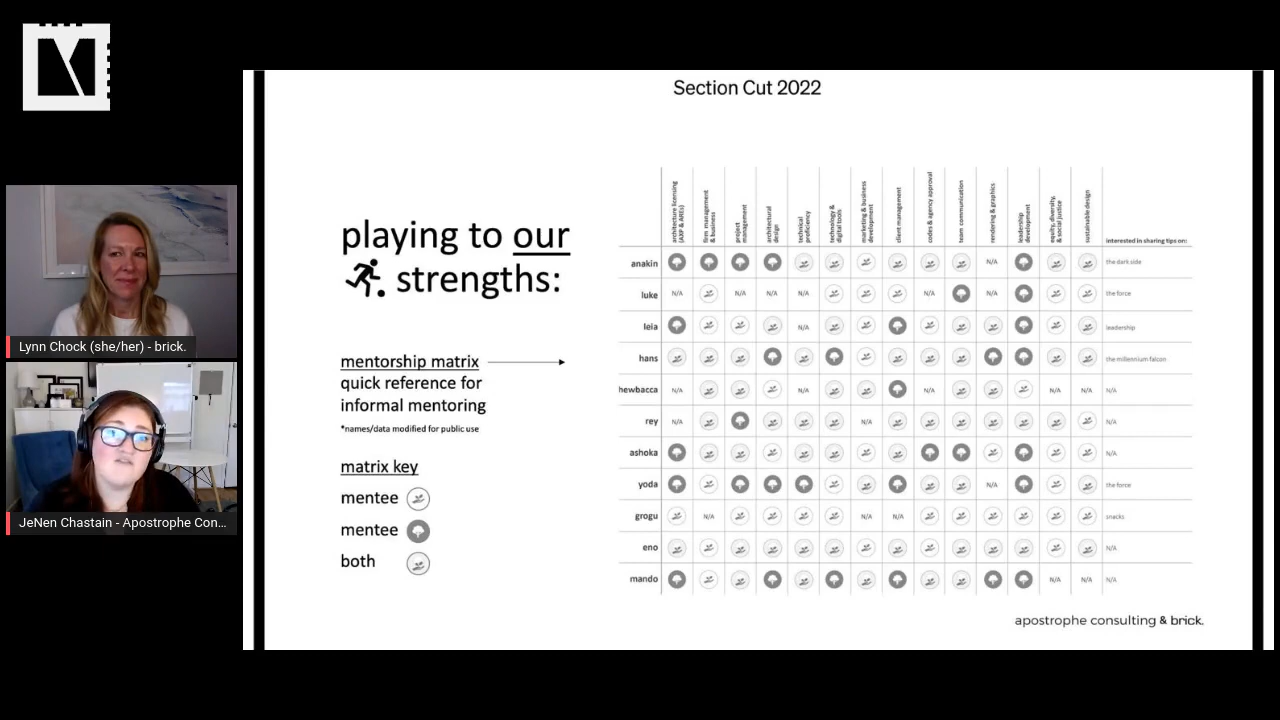 Section Cut 2022
playing to our
strengths:
mentorship matrix
quick reference for
informal mentoring
*names/data modified for public use
matrix key
mentee
mentee
both
architecture licensing (AXP & AREs)
firm management & business
project management
architectural design
technical proficiency
technology & digital tools
marketing & business development
client management
codes & agency approval
team communication
rendering & graphics
leadership development
equity, diversity, & social justice
sustainable design
interested in sharing tips on:
anakin N/A the dark side
luke N/A N/A N/A N/A N/A N/A N/A the force
leia N/A leadership
hans the millennium falcon
hewbacca N/A N/A N/A N/A N/A N/A
rey N/A N/A N/A
ashoka N/A
yoda N/A the force
grogu N/A N/A N/A snacks
eno N/A
mando N/A N/A N/A
apostrophe consulting & brick.
Lynn Chock (she/her) - brick.
JeNen Chastain - Apostrophe Con...